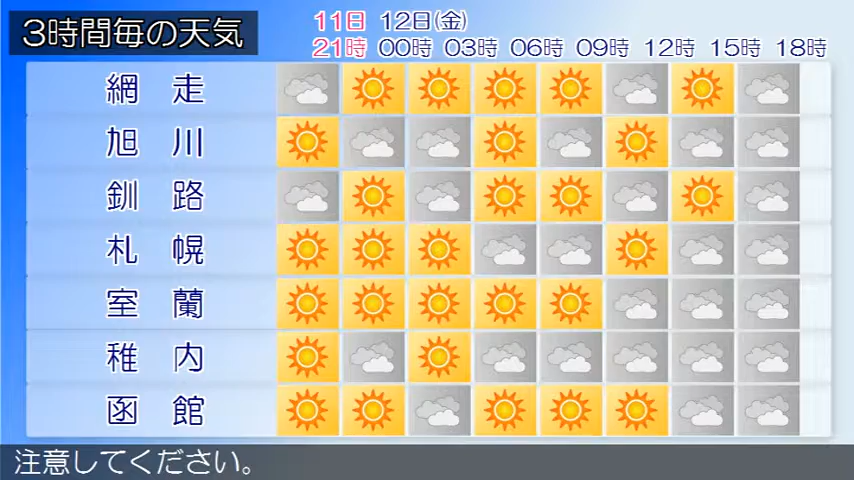 3時間毎の天気
11日 12日(金)
21時 00時 03時 06時 09時 12時 15時 18時
網 走
旭 川
釧 路
札 幌
室 蘭
稚 内
函 館
注意してください。